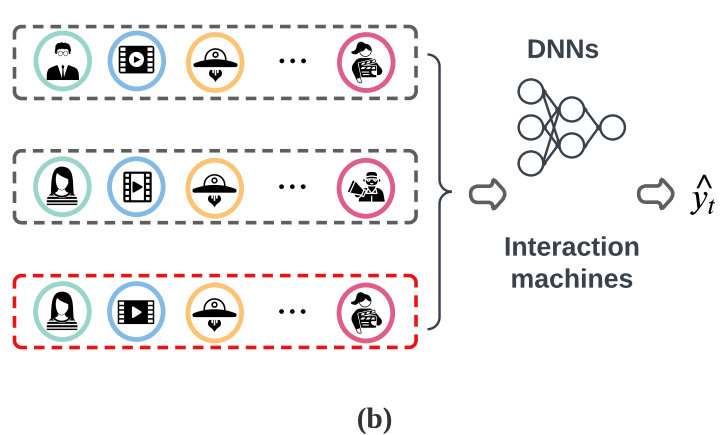 DNNs
Interaction
machines
ŷt
(b)